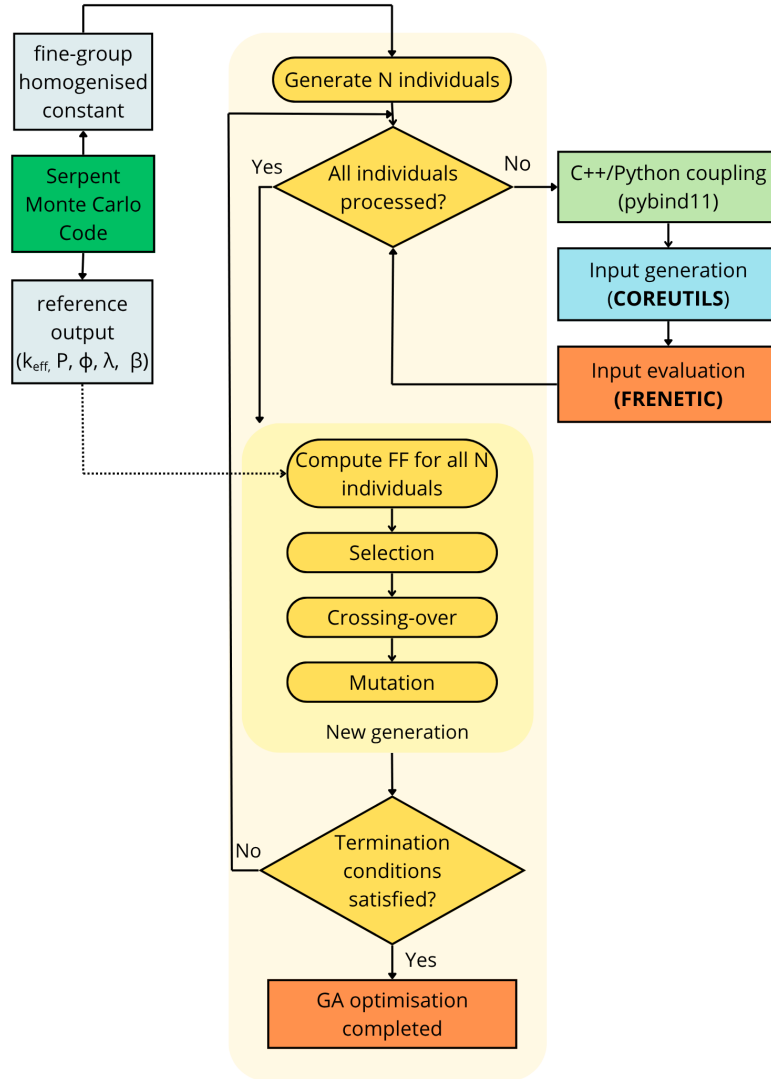 fine-group
homogenised
constant
Serpent
Monte Carlo
Code
reference
output
(keff, P, ϕ, λ, β)
Generate N individuals
All individuals
processed?
Yes
No
C++/Python coupling
(pybind11)
Input generation
(COREUTILS)
Input evaluation
(FRENETIC)
Compute FF for all N
individuals
Selection
Crossing-over
Mutation
New generation
Termination
conditions
satisfied?
No
Yes
GA optimisation
completed